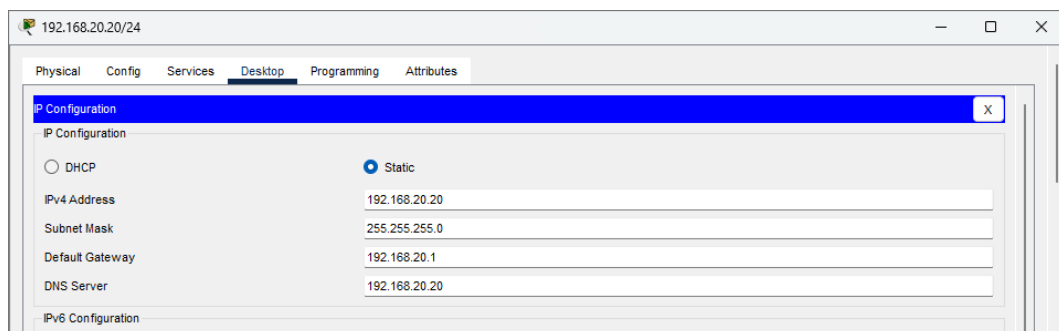 192.168.20.20/24
Physical Config Services Desktop Programming Attributes
IP Configuration X
IP Configuration
DHCP Static
IPv4 Address 192.168.20.20
Subnet Mask 255.255.255.0
Default Gateway 192.168.20.1
DNS Server 192.168.20.20
IPv6 Configuration